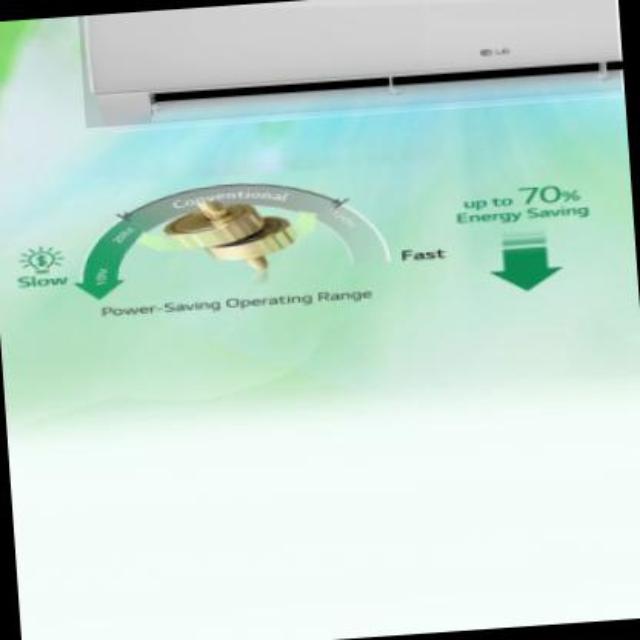 LG
Conventional
up to 70%
Energy Saving
Slow
Fast
Power-Saving Operating Range